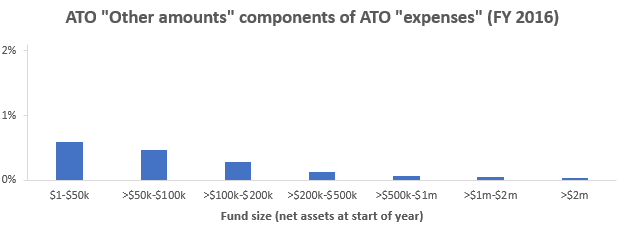 ATO "Other amounts" components of ATO "expenses" (FY 2016)
2%
1%
0%
$1-$50k >$50k-$100k >$100k-$200k >$200k-$500k >$500k-$1m >$1m-$2m >$2m
Fund size (net assets at start of year)